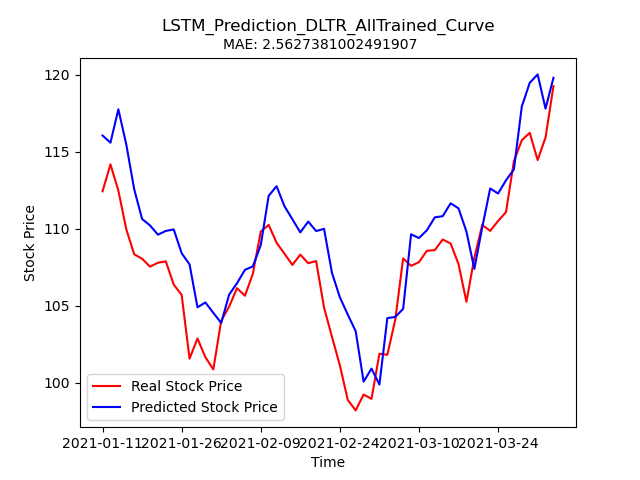 LSTM_Prediction_DLTR_AllTrained_Curve
MAE: 2.5627381002491907
120
115
110
105
100
Stock Price
Real Stock Price
Predicted Stock Price
2021-01-11 2021-01-26 2021-02-09 2021-02-24 2021-03-10 2021-03-24
Time